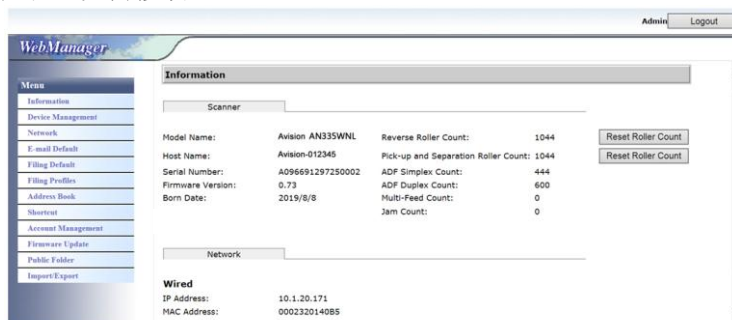 Admin Logout
WebManager
Menu
Information
Device Management
Network
E-mail Default
Filing Default
Filing Profiles
Address Book
Shortcut
Account Management
Firmware Update
Public Folder
Import/Export
Information
Scanner
Model Name: Avision AN335WNL Reverse Roller Count: 1044 Reset Roller Count
Host Name: Avision-012345 Pick-up and Separation Roller Count: 1044 Reset Roller Count
Serial Number: A096691297250002 ADF Simplex Count: 444
Firmware Version: 0.73 ADF Duplex Count: 600
Born Date: 2019/8/8 Multi-Feed Count: 0
Jam Count: 0
Network
Wired
IP Address: 10.1.20.171
MAC Address: 0002320140B5